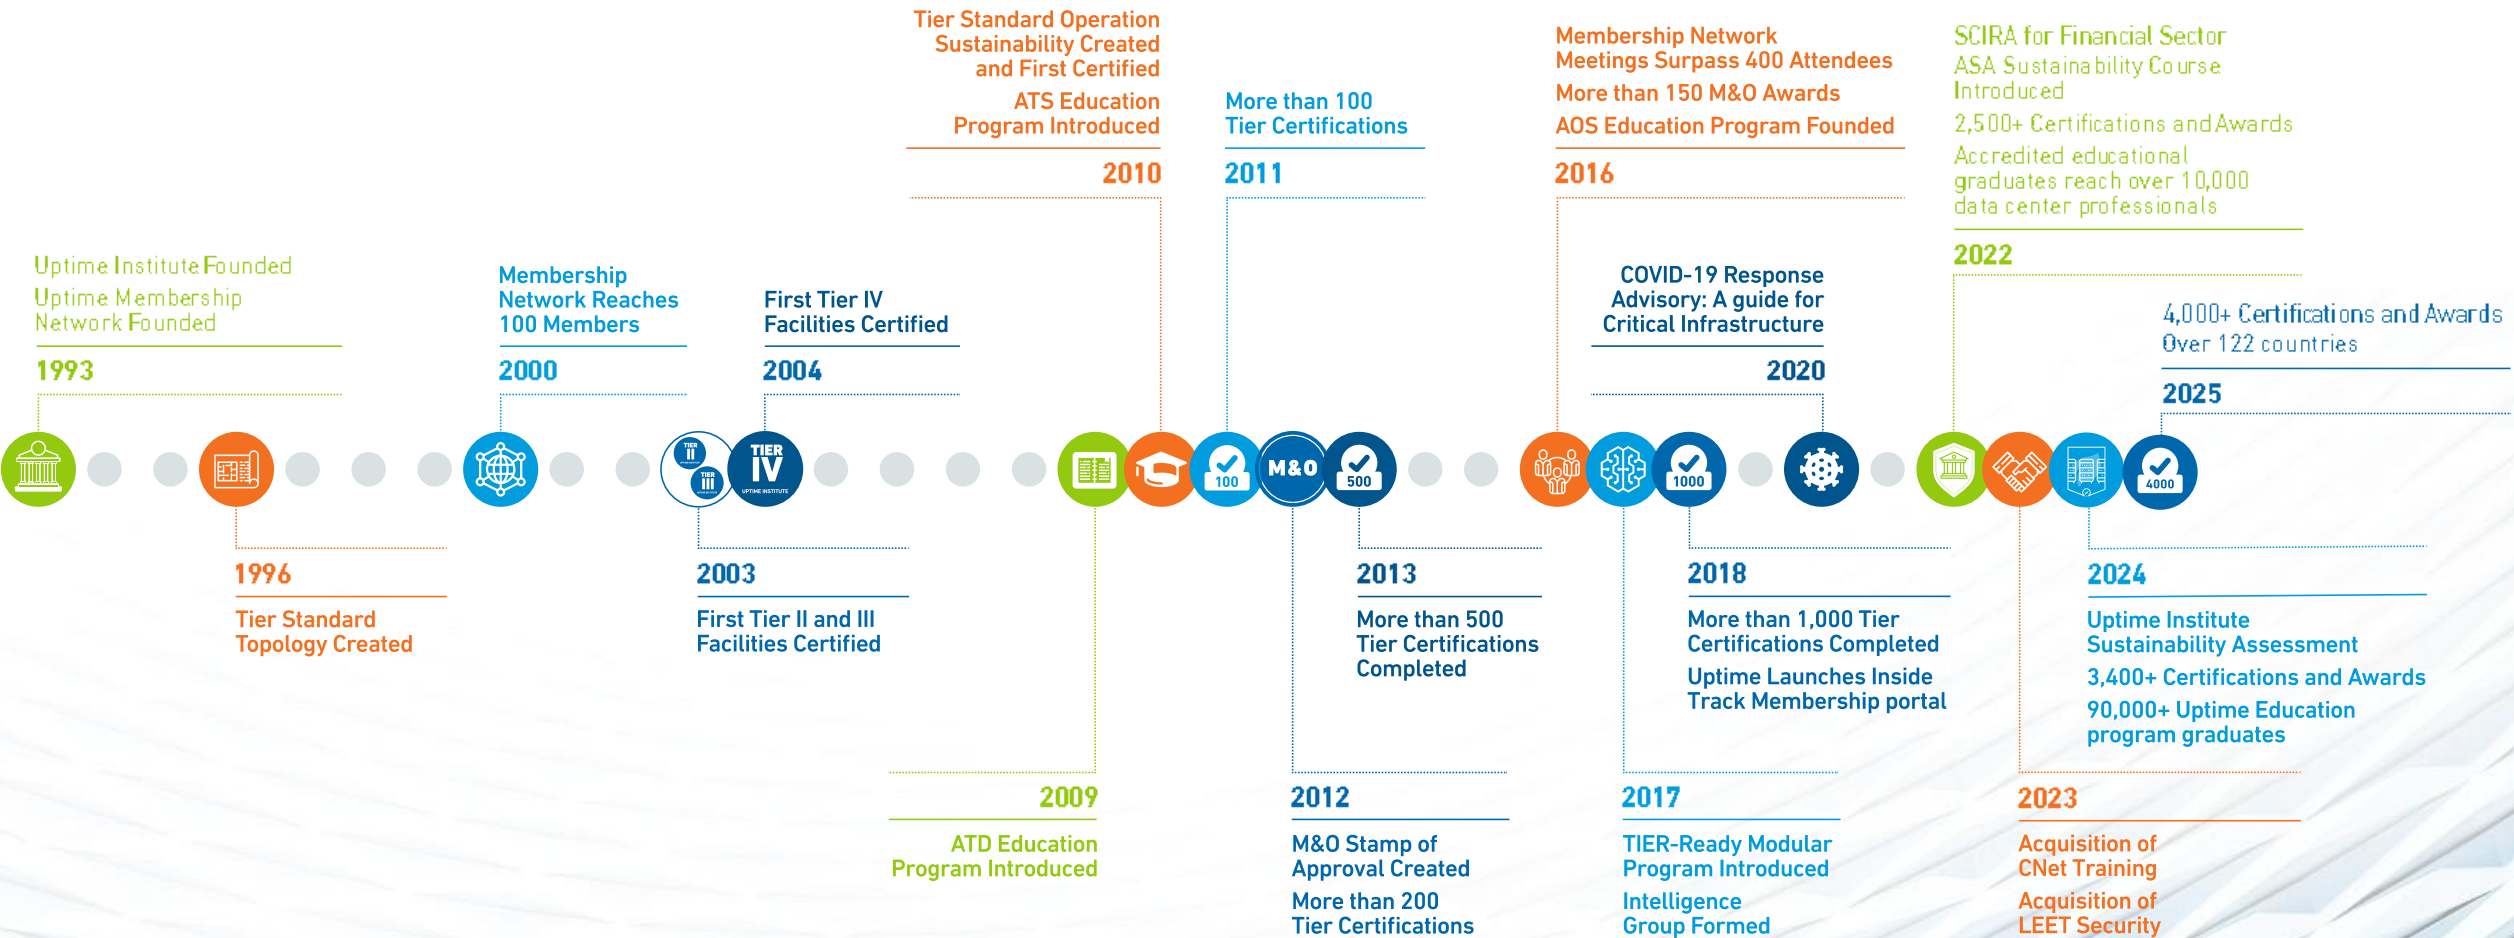 Uptime Institute Founded
Uptime Membership
Network Founded
1993
1996
Tier Standard
Topology Created
Membership
Network Reaches
100 Members
2000
TIER
II
UPTIME INSTITUTE
TIER
III
UPTIME INSTITUTE
2003
First Tier II and III
Facilities Certified
First Tier IV
Facilities Certified
2004
TIER
IV
UPTIME INSTITUTE
2009
ATD Education
Program Introduced
Tier Standard Operation
Sustainability Created
and First Certified
ATS Education
Program Introduced
2010
More than 100
Tier Certifications
2011
100
M&O
2012
M&O Stamp of
Approval Created
More than 200
Tier Certifications
500
2013
More than 500
Tier Certifications
Completed
Membership Network
Meetings Surpass 400 Attendees
More than 150 M&O Awards
AOS Education Program Founded
2016
2017
TIER-Ready Modular
Program Introduced
Intelligence
Group Formed
1000
2018
More than 1,000 Tier
Certifications Completed
Uptime Launches Inside
Track Membership portal
COVID-19 Response
Advisory: A guide for
Critical Infrastructure
2020
SCIRA for Financial Sector
ASA Sustainability Course
Introduced
2,500+ Certifications and Awards
Accredited educational
graduates reach over 10,000
data center professionals
2022
2023
Acquisition of
CNet Training
Acquisition of
LEET Security
2024
Uptime Institute
Sustainability Assessment
3,400+ Certifications and Awards
90,000+ Uptime Education
program graduates
4,000+ Certifications and Awards
Over 122 countries
2025
4000